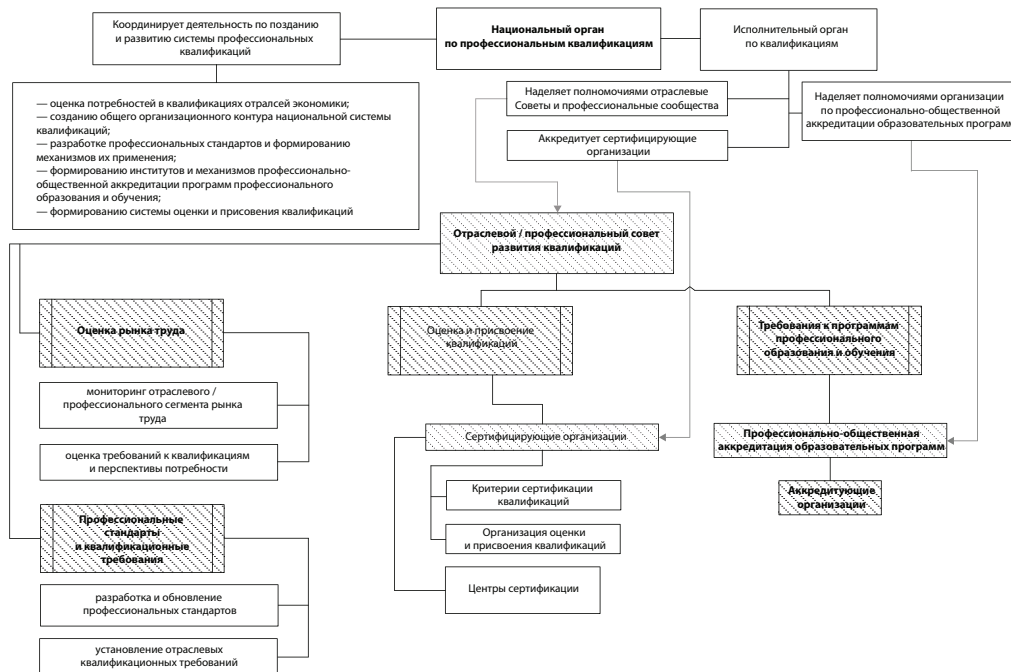 Координирует деятельность по позданию
и развитию системы профессиональных
квалификаций
Национальный орган
по профессиональным квалификациям
Исполнительный орган
по квалификациям
— оценка потребностей в квалификациях отралсей экономики;
— созданию общего организационного контура национальной системы
квалификаций;
— разработке профессиональных стандартов и формированию
механизмов их применения;
— формированию институтов и механизмов профессионально-
общественной аккредитации программ профессионального
образования и обучения;
— формированию системы оценки и присовения квалификаций
Наделяет полномочиями отраслевые
Советы и профессиональные сообщества
Наделяет полномочиями организации
по профессионально-общественной
аккредитации образовательных программ
Аккредитует сертифицирующие
организации
Отраслевой / профессиональный совет
развития квалификаций
Оценка рынка труда
Оценка и присвоение
квалификаций
Требования к программам
профессионального
образования и обучения
мониторинг отраслевого /
профессионального сегмента рынка
труда
оценка требований к квалификациям
и перспективы потребности
Сертифицирующие организации
Профессионально-общественная
аккредитация образовательных программ
Критерии сертификации
квалификаций
Аккредитующие
организации
Профессиональные
стандарты
и квалификационные
требования
Организация оценки
и присвоения квалификаций
Центры сертификации
разработка и обновление
профессиональных стандартов
установление отраслевых
квалификационных требований